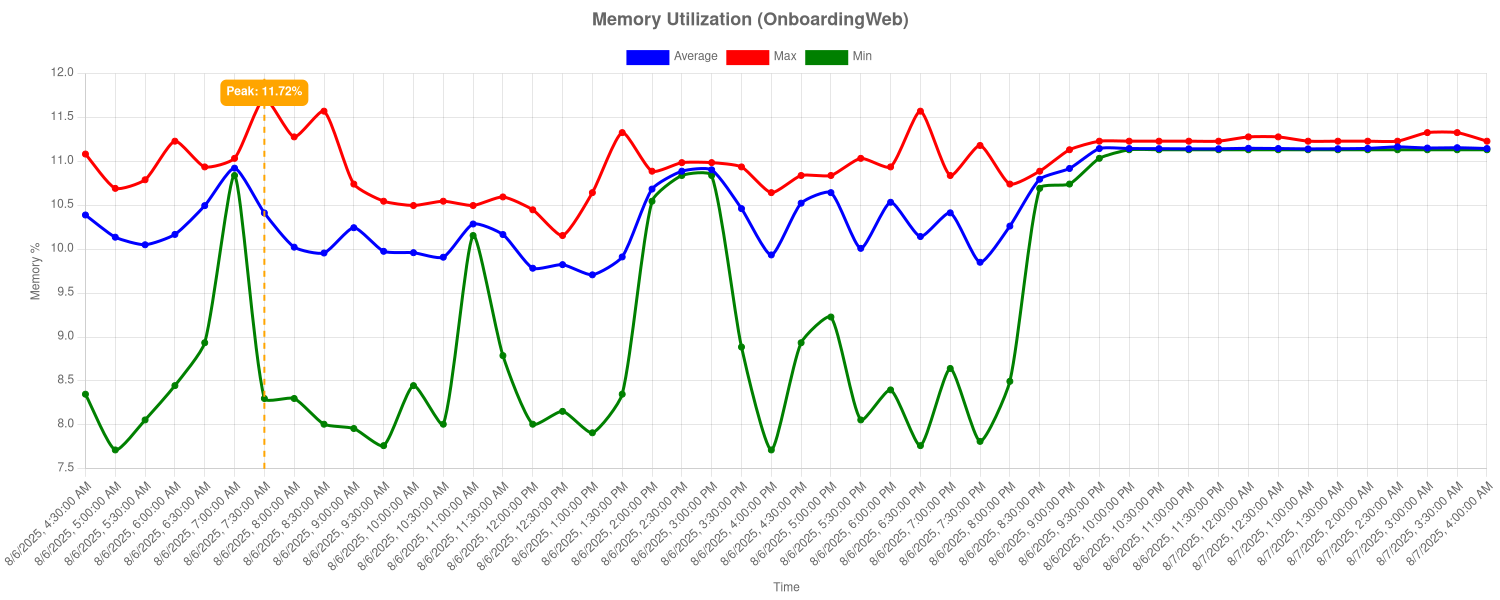 Memory Utilization (OnboardingWeb)
Average Max Min
Peak: 11.72%
12.0
11.5
11.0
10.5
10.0
9.5
9.0
8.5
8.0
7.5
Memory %
8/6/2025, 4:30:00 AM
8/6/2025, 5:00:00 AM
8/6/2025, 5:30:00 AM
8/6/2025, 6:00:00 AM
8/6/2025, 6:30:00 AM
8/6/2025, 7:00:00 AM
8/6/2025, 7:30:00 AM
8/6/2025, 8:00:00 AM
8/6/2025, 8:30:00 AM
8/6/2025, 9:00:00 AM
8/6/2025, 9:30:00 AM
8/6/2025, 10:00:00 AM
8/6/2025, 10:30:00 AM
8/6/2025, 11:00:00 AM
8/6/2025, 11:30:00 AM
8/6/2025, 12:00:00 PM
8/6/2025, 12:30:00 PM
8/6/2025, 1:00:00 PM
8/6/2025, 1:30:00 PM
8/6/2025, 2:00:00 PM
8/6/2025, 2:30:00 PM
8/6/2025, 3:00:00 PM
8/6/2025, 3:30:00 PM
8/6/2025, 4:00:00 PM
8/6/2025, 4:30:00 PM
8/6/2025, 5:00:00 PM
8/6/2025, 5:30:00 PM
8/6/2025, 6:00:00 PM
8/6/2025, 6:30:00 PM
8/6/2025, 7:00:00 PM
8/6/2025, 7:30:00 PM
8/6/2025, 8:00:00 PM
8/6/2025, 8:30:00 PM
8/6/2025, 9:00:00 PM
8/6/2025, 9:30:00 PM
8/6/2025, 10:00:00 PM
8/6/2025, 10:30:00 PM
8/6/2025, 11:00:00 PM
8/6/2025, 11:30:00 PM
8/7/2025, 12:00:00 AM
8/7/2025, 12:30:00 AM
8/7/2025, 1:00:00 AM
8/7/2025, 1:30:00 AM
8/7/2025, 2:00:00 AM
8/7/2025, 2:30:00 AM
8/7/2025, 3:00:00 AM
8/7/2025, 3:30:00 AM
8/7/2025, 4:00:00 AM
Time